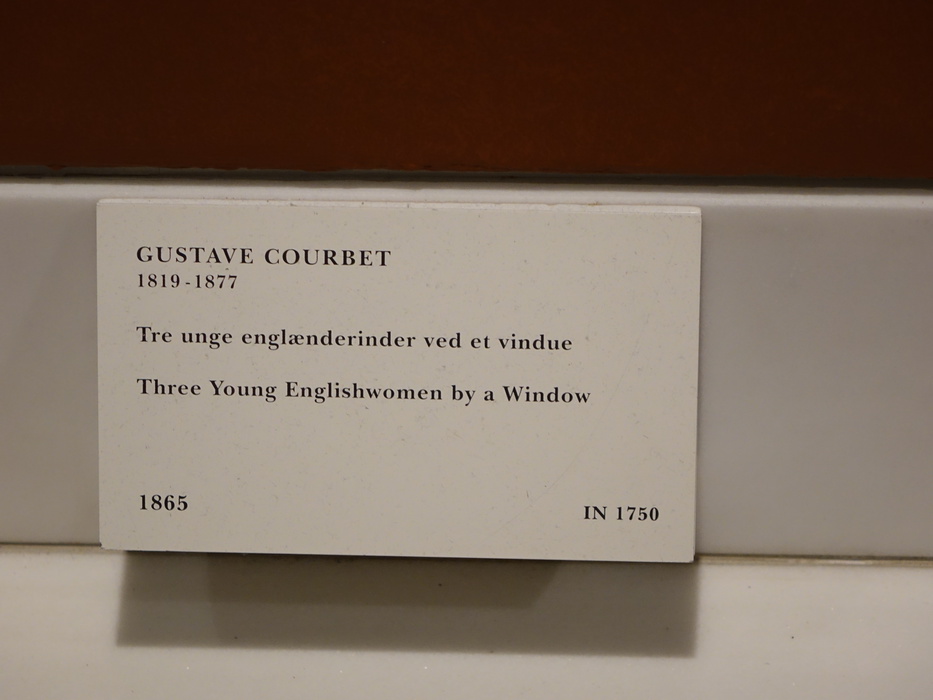 GUSTAVE COURBET
1819-1877
Tre unge englænderinder ved et vindue
Three Young Englishwomen by a Window
1865
IN 1750